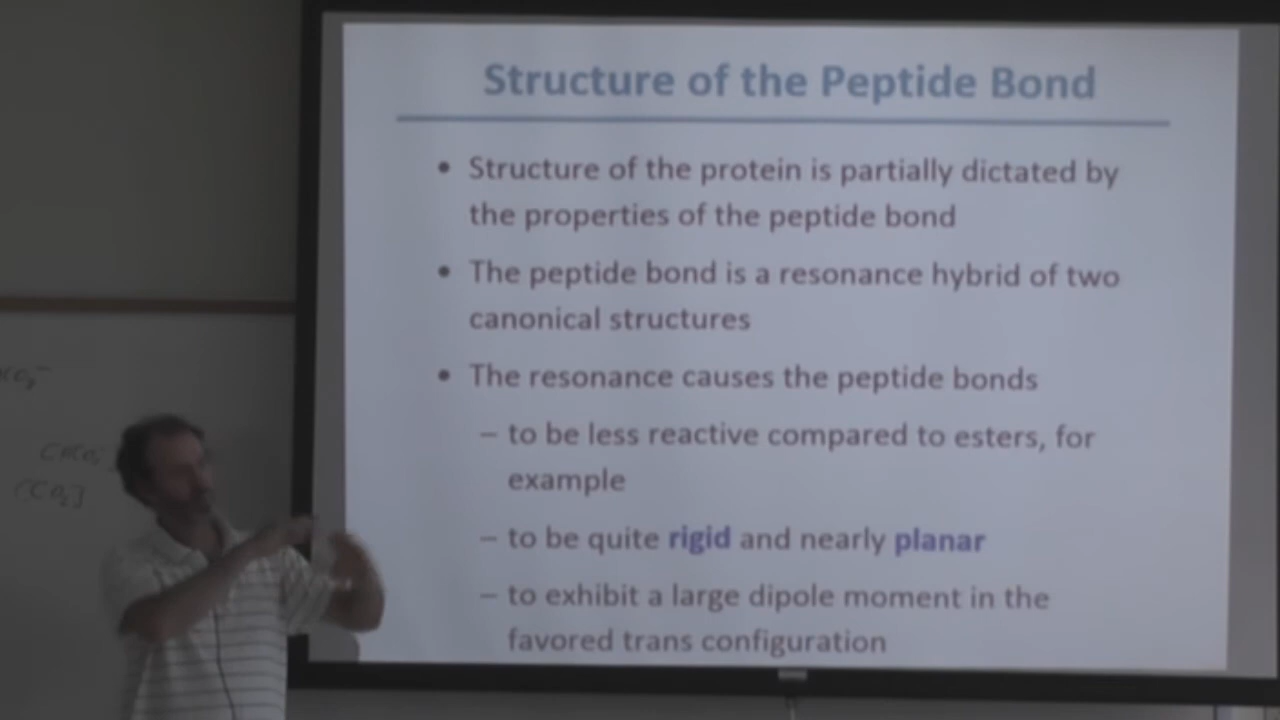 Structure of the Peptide Bond
• Structure of the protein is partially dictated by
the properties of the peptide bond
• The peptide bond is a resonance hybrid of two
canonical structures
• The resonance causes the peptide bonds
– to be less reactive compared to esters, for
example
– to be quite rigid and nearly planar
– to exhibit a large dipole moment in the
favored trans configuration